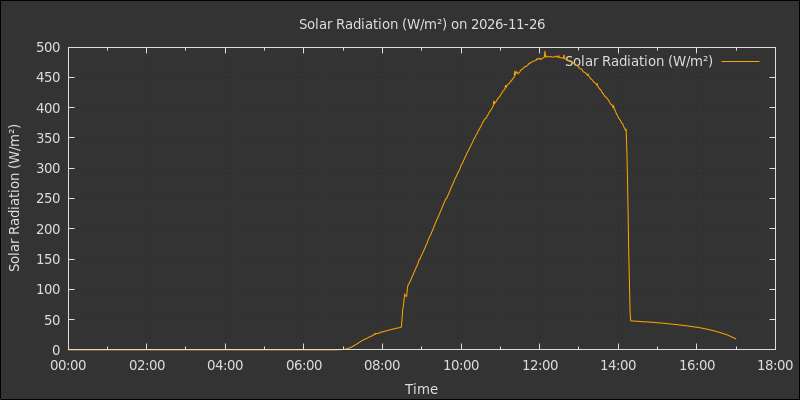 Solar Radiation (W/m²) on 2026-11-26
Solar Radiation (W/m²)
Solar Radiation (W/m²)
500
450
400
350
300
250
200
150
100
50
0
00:00 02:00 04:00 06:00 08:00 10:00 12:00 14:00 16:00 18:00
Time